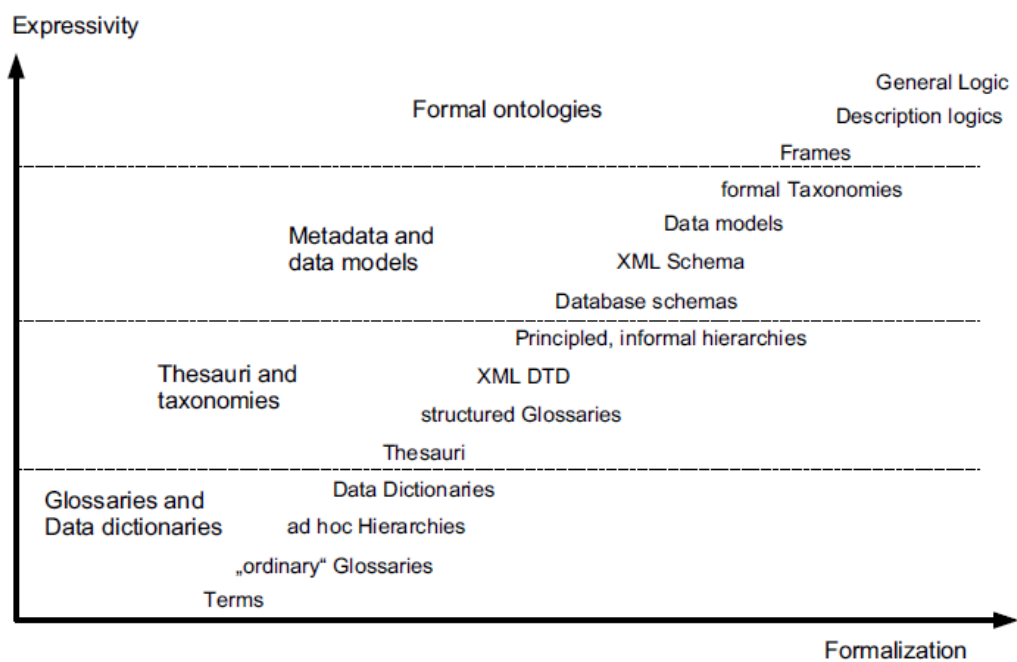 Expressivity
General Logic
Formal ontologies
Description logics
Frames
formal Taxonomies
Data models
Metadata and
data models
XML Schema
Database schemas
Principled, informal hierarchies
Thesauri and
taxonomies
XML DTD
structured Glossaries
Thesauri
Data Dictionaries
Glossaries and
Data dictionaries
ad hoc Hierarchies
„ordinary“ Glossaries
Terms
Formalization